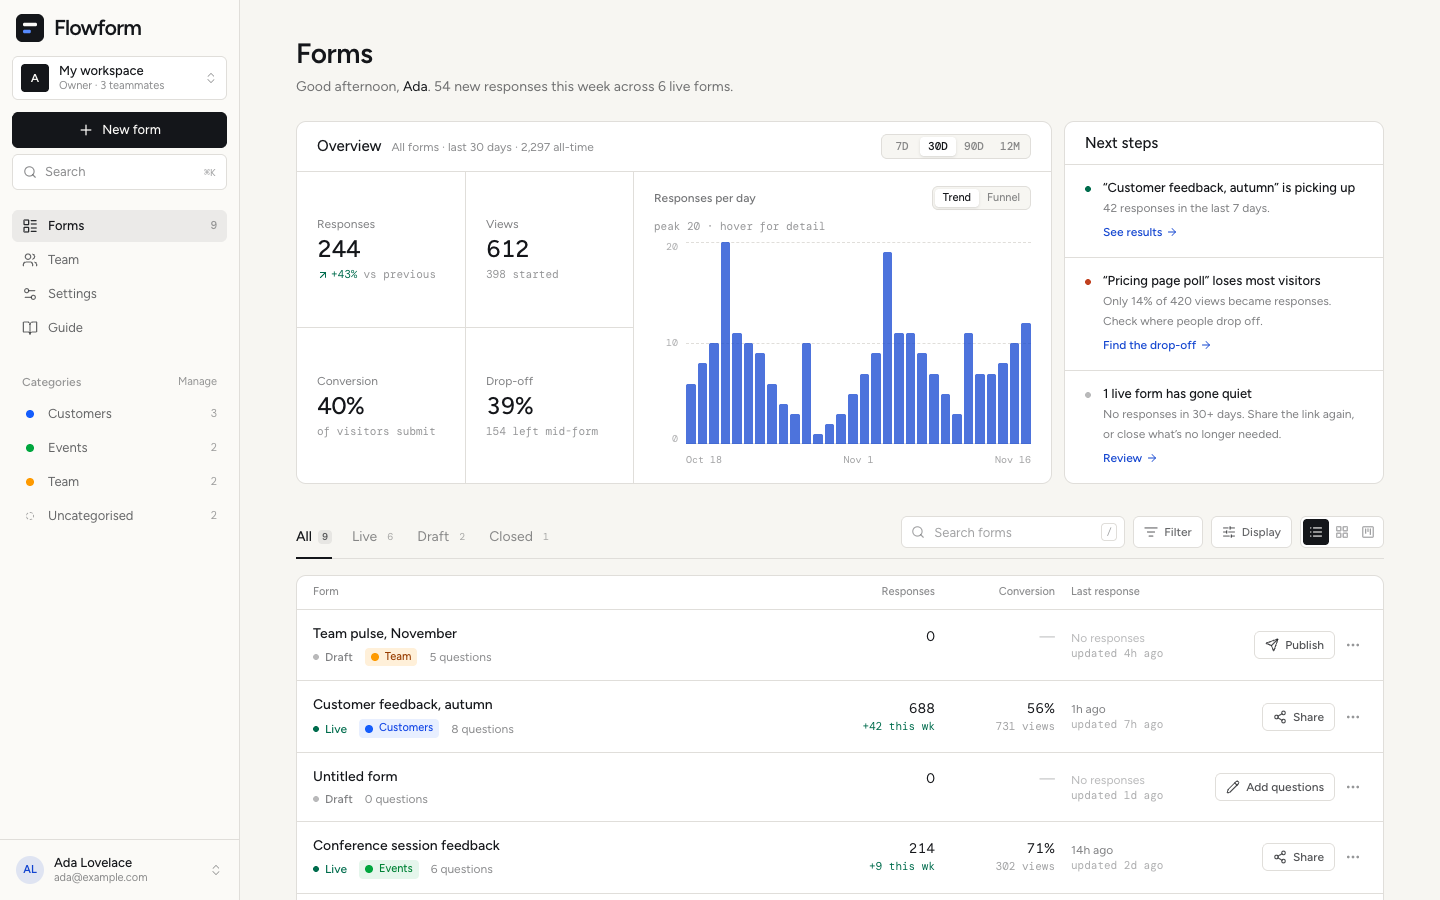 Flowform
A
My workspace
Owner · 3 teammates
New form
Search ⌘K
Forms 9
Team
Settings
Guide
Categories Manage
Customers 3
Events 2
Team 2
Uncategorised 2
AL
Ada Lovelace
ada@example.com
Forms
Good afternoon, Ada. 54 new responses this week across 6 live forms.
Overview All forms · last 30 days · 2,297 all-time
7D 30D 90D 12M
Responses
244
+43% vs previous
Views
612
398 started
Conversion
40%
of visitors submit
Drop-off
39%
154 left mid-form
Responses per day
Trend Funnel
peak 20 · hover for detail
20
10
0
Oct 18 Nov 1 Nov 16
Next steps
“Customer feedback, autumn” is picking up
42 responses in the last 7 days.
See results →
“Pricing page poll” loses most visitors
Only 14% of 420 views became responses.
Check where people drop off.
Find the drop-off →
1 live form has gone quiet
No responses in 30+ days. Share the link again,
or close what’s no longer needed.
Review →
All 9 Live 6 Draft 2 Closed 1
Search forms /
Filter
Display
Form Responses Conversion Last response
Team pulse, November
Draft Team 5 questions
0 — No responses
updated 4h ago
Publish
Customer feedback, autumn
Live Customers 8 questions
688 56% 1h ago
+42 this wk 731 views updated 7h ago
Share
Untitled form
Draft 0 questions
0 — No responses
updated 1d ago
Add questions
Conference session feedback
Live Events 6 questions
214 71% 14h ago
+9 this wk 302 views updated 2d ago
Share